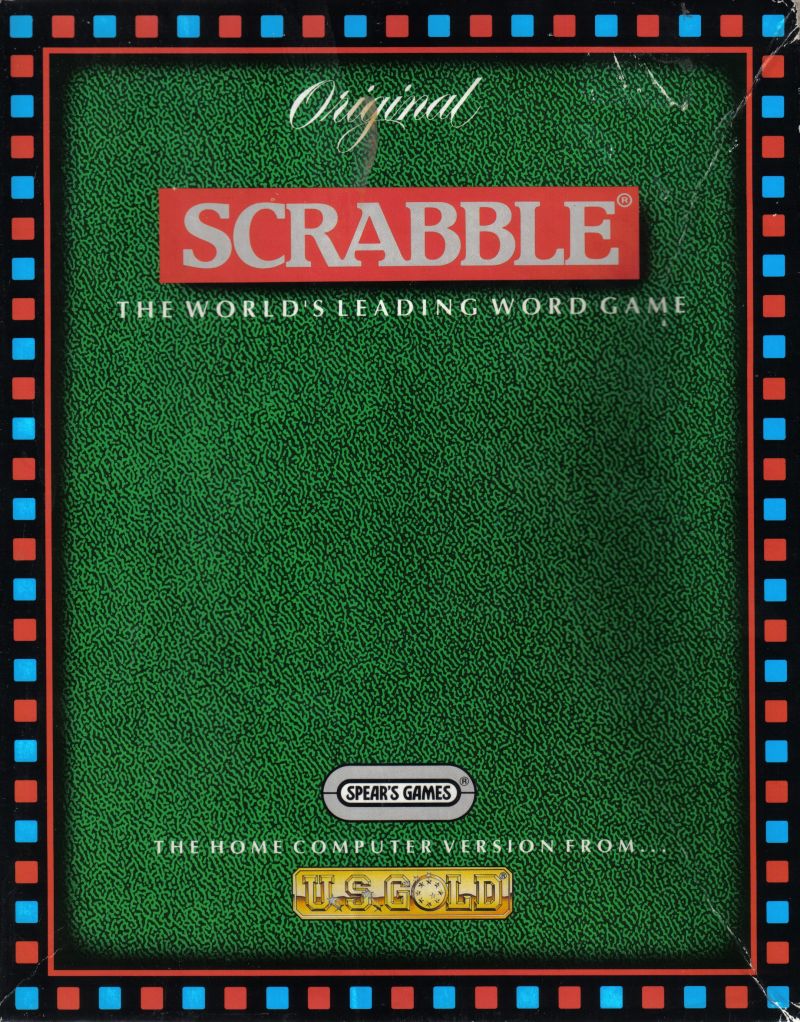 Original
SCRABBLE®
THE WORLD'S LEADING WORD GAME
SPEAR'S GAMES®
THE HOME COMPUTER VERSION FROM...
U.S. GOLD®